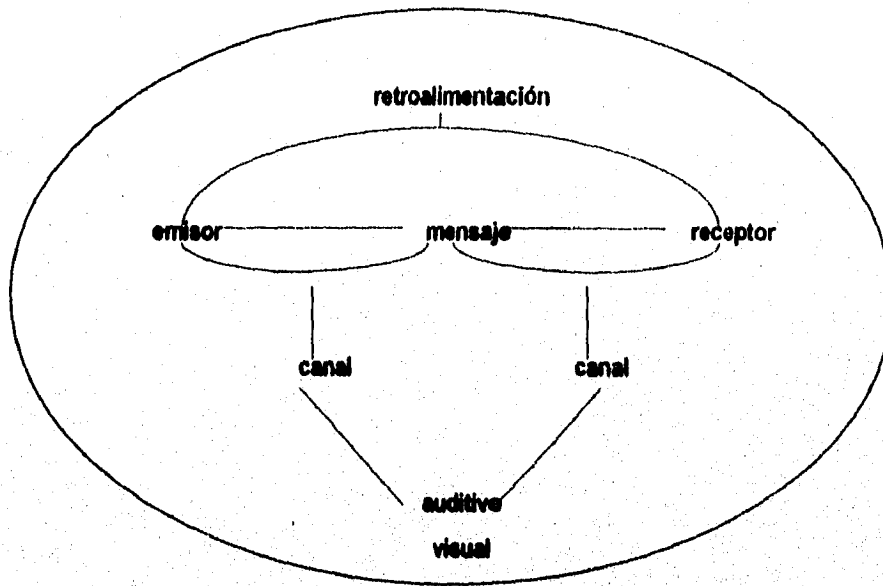 retroalimentación
emisor mensaje receptor
canal canal
auditivo
visual